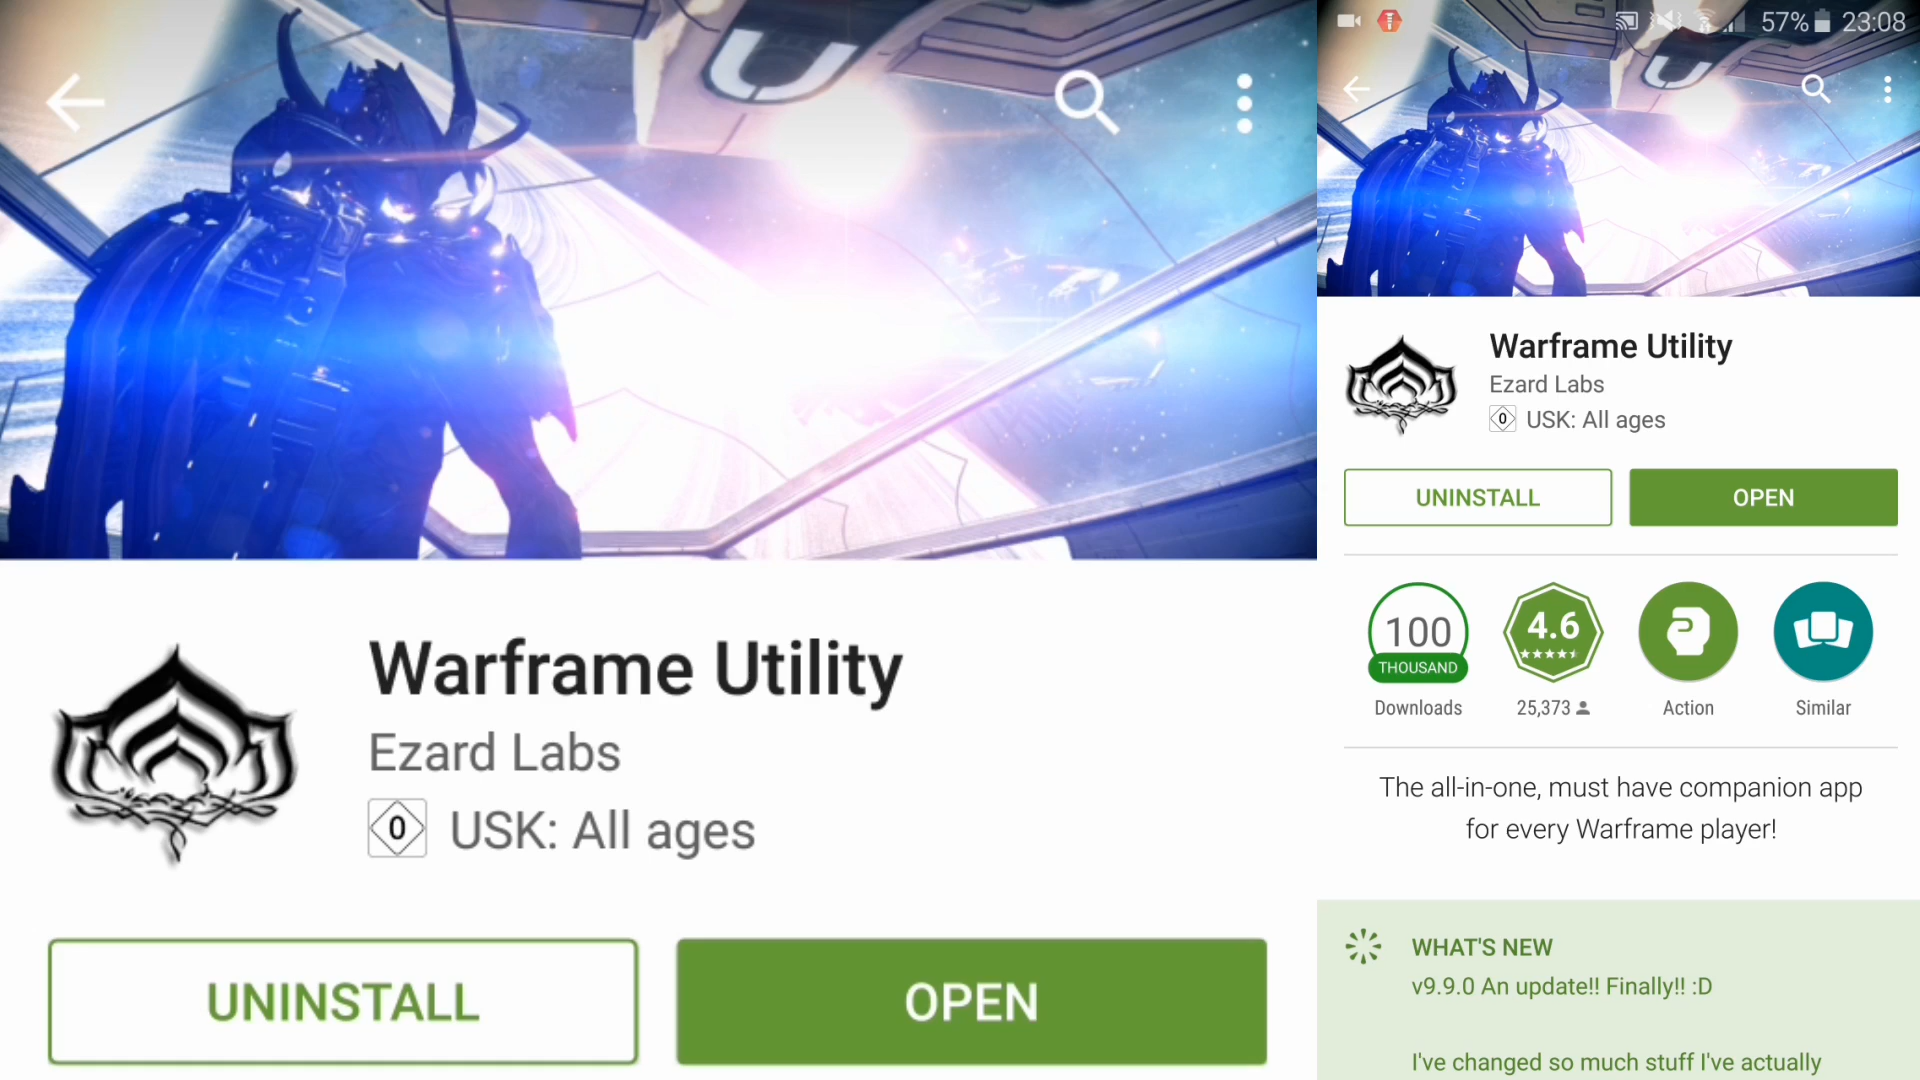 Warframe Utility
Ezard Labs
0 USK: All ages
UNINSTALL OPEN
57% 23:08
Warframe Utility
Ezard Labs
0 USK: All ages
UNINSTALL OPEN
100 4.6
THOUSAND
Downloads 25,373 Action Similar
The all-in-one, must have companion app
for every Warframe player!
WHAT'S NEW
v9.9.0 An update!! Finally!! :D
I've changed so much stuff I've actually